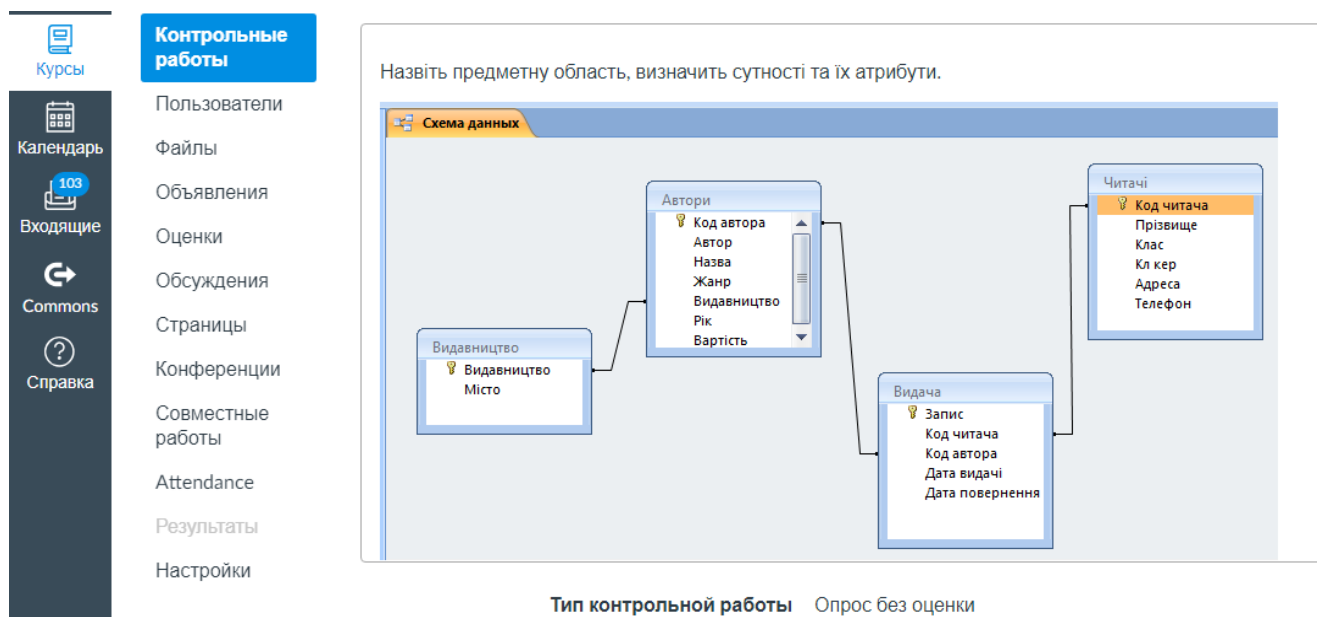 Курсы
Календарь
103
Входящие
Commons
Справка
Контрольные
работы
Пользователи
Файлы
Объявления
Оценки
Обсуждения
Страницы
Конференции
Совместные
работы
Attendance
Результаты
Настройки
Назвіть предметну область, визначить сутності та їх атрибути.
Схема данных
Видавництво
Видавництво
Місто
Автори
Код автора
Автор
Назва
Жанр
Видавництво
Рік
Вартість
Видача
Запис
Код читача
Код автора
Дата видачі
Дата повернення
Читачі
Код читача
Прізвище
Клас
Кл кер
Адреса
Телефон
Тип контрольной работы Опрос без оценки